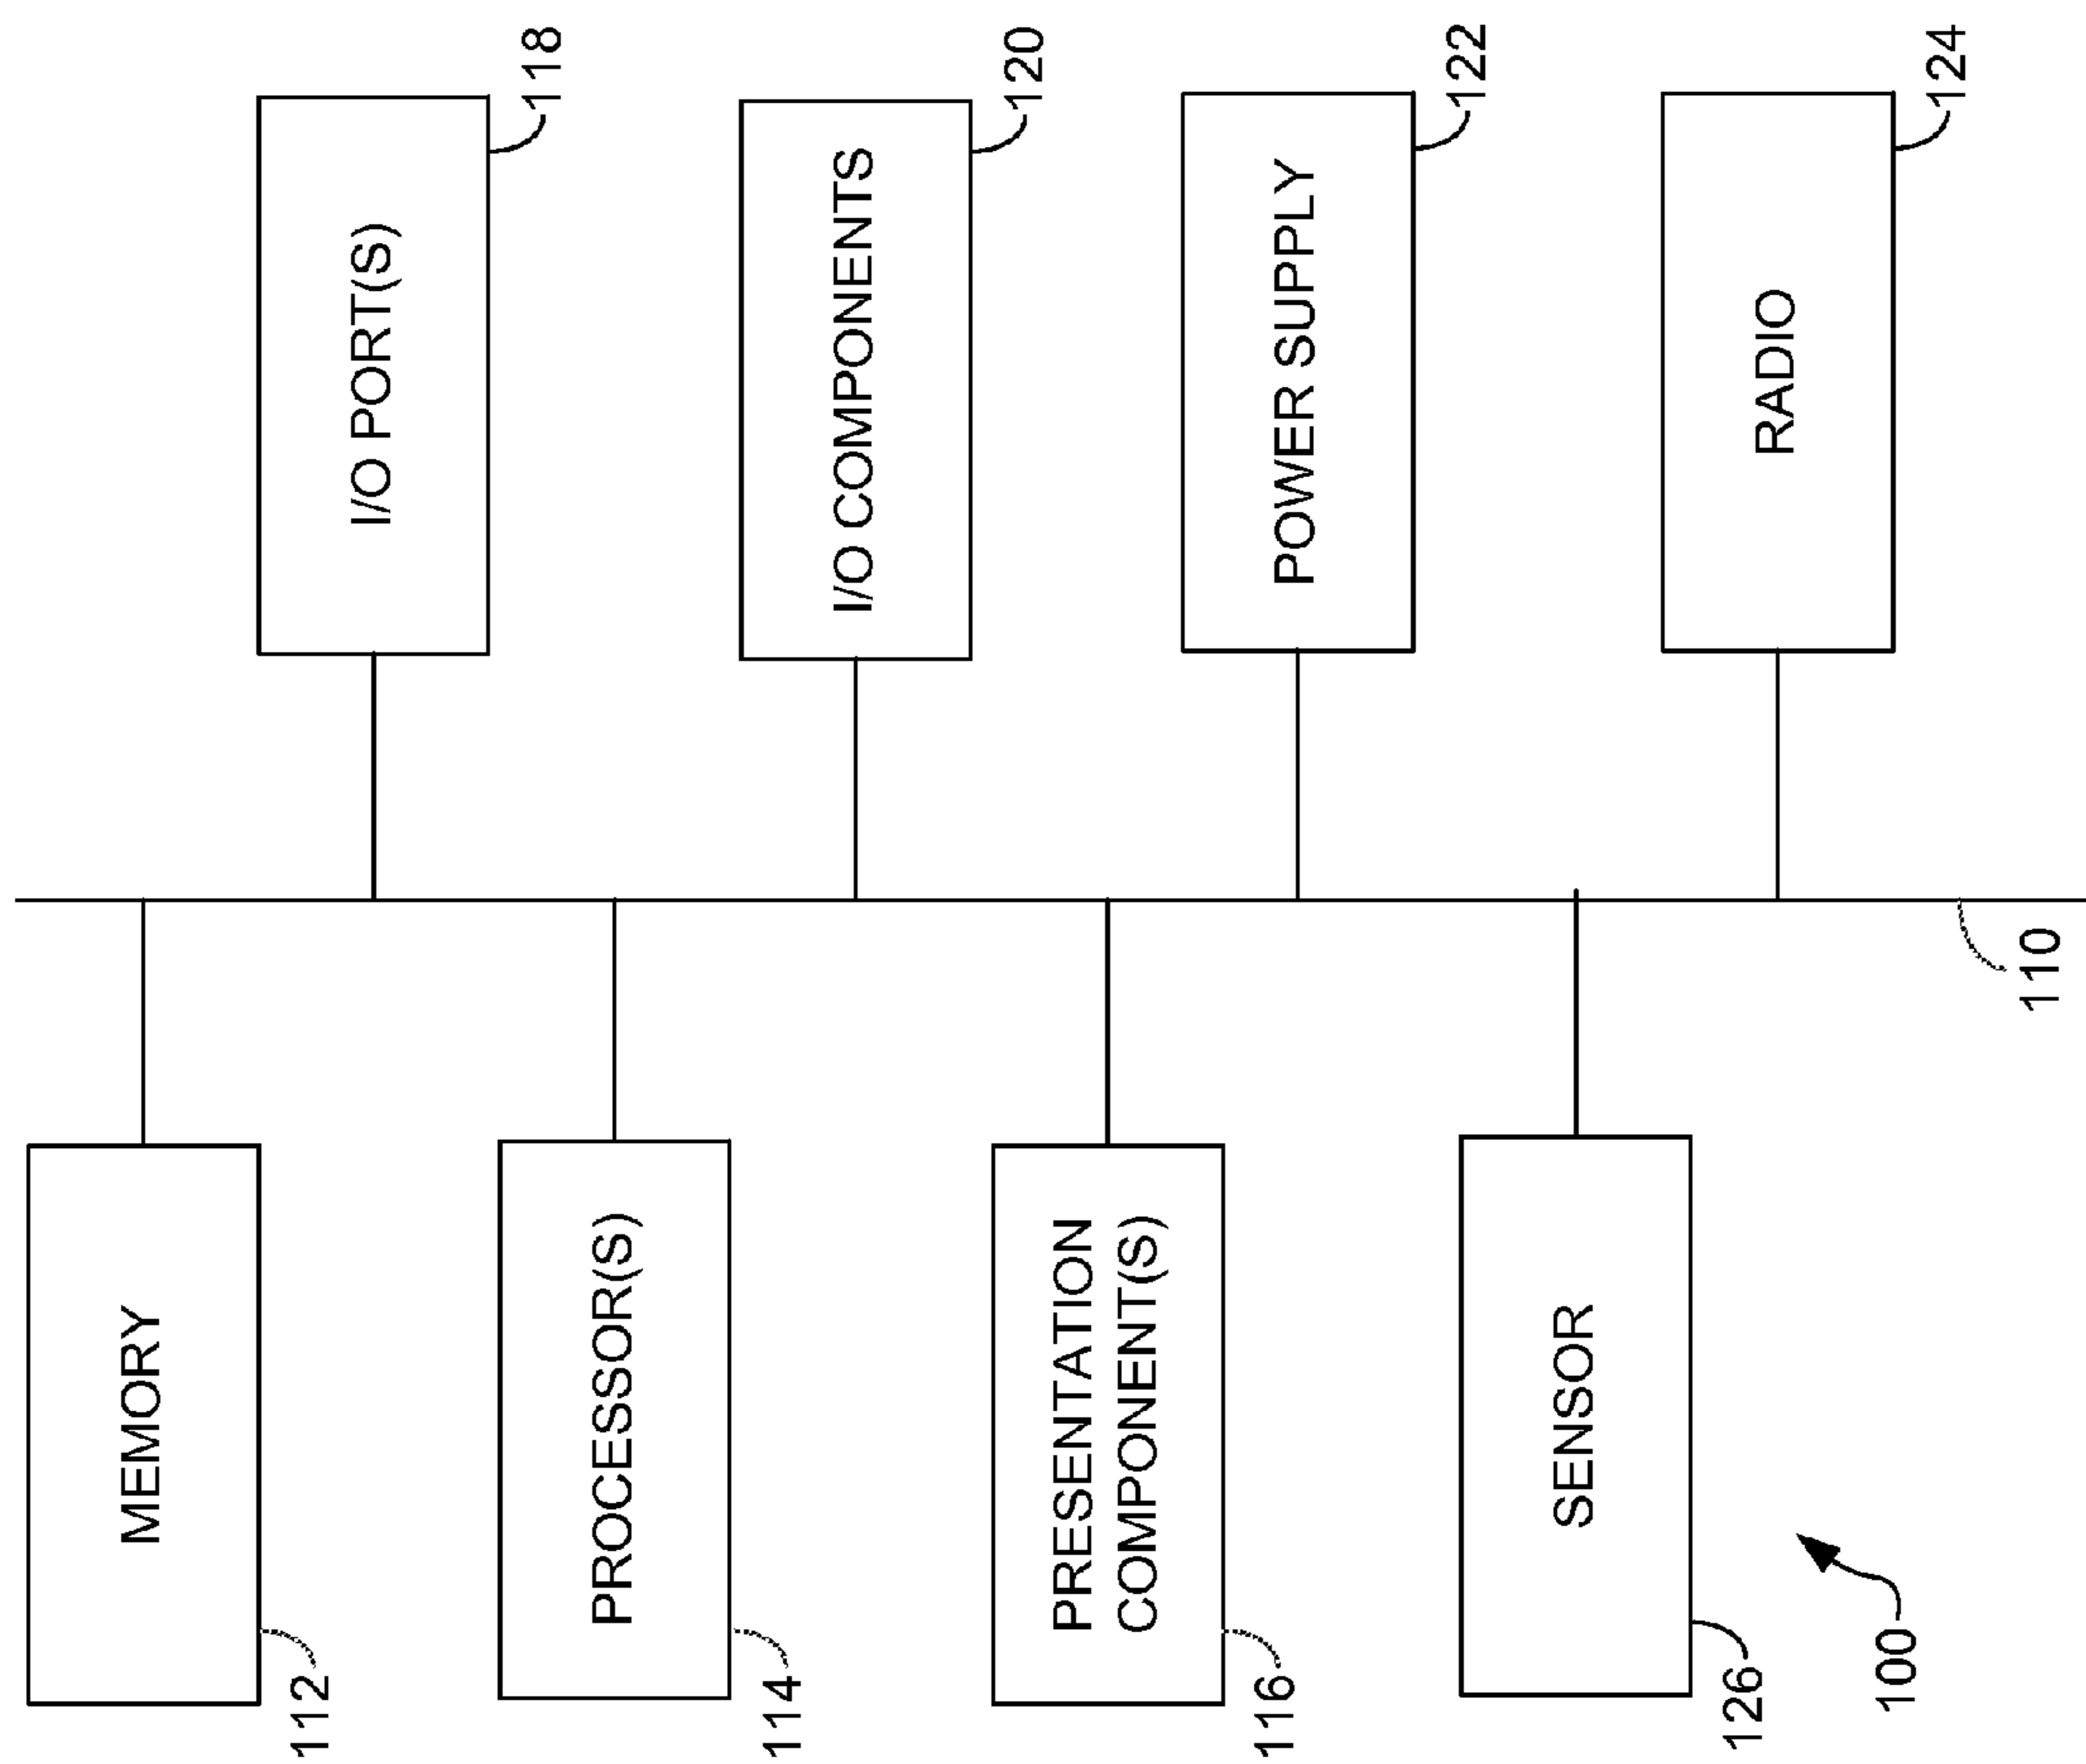 MEMORY
112
PROCESSOR(S)
114
PRESENTATION
COMPONENT(S)
116
SENSOR
126
100
I/O PORT(S)
118
I/O COMPONENTS
120
POWER SUPPLY
122
RADIO
124
110